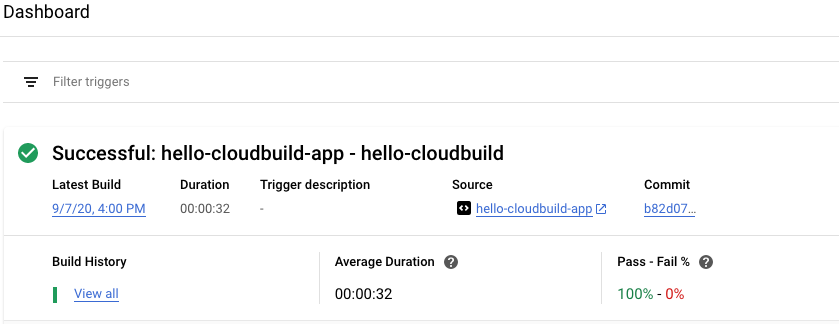 Dashboard
Filter triggers
Successful: hello-cloudbuild-app - hello-cloudbuild
Latest Build Duration Trigger description Source Commit
9/7/20, 4:00 PM 00:00:32 - hello-cloudbuild-app b82d07…
Build History Average Duration ? Pass - Fail % ?
View all 00:00:32 100% - 0%